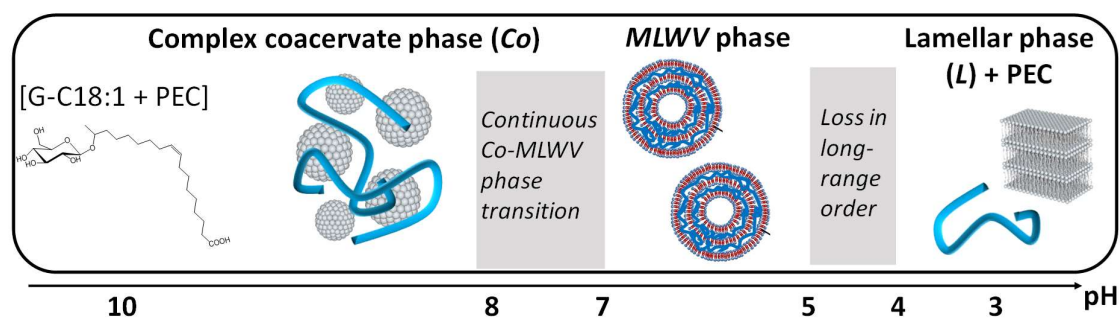 Complex coacervate phase (Co)
MLWV phase
Lamellar phase
(L) + PEC
[G-C18:1 + PEC]
OH
HO
HO
OH
O
O
COOH
Continuous
Co-MLWV
phase
transition
Loss in
long-
range
order
10
8
7
5
4
3
pH